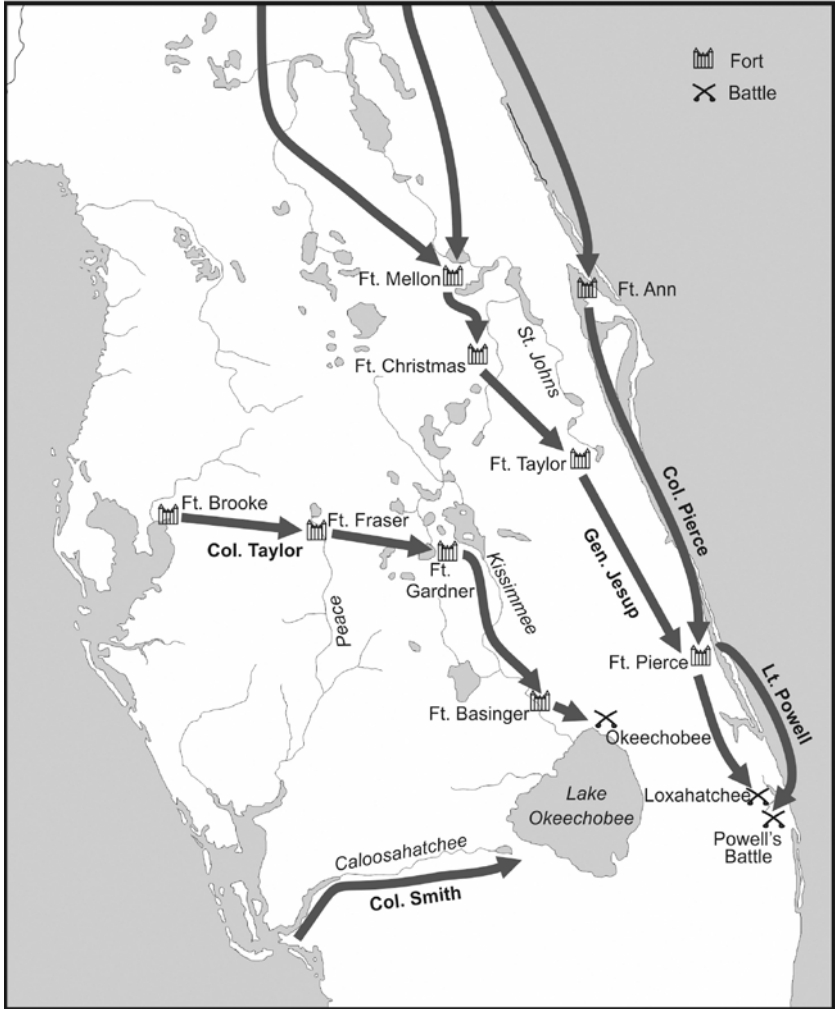 Fort
Battle
Ft. Mellon
Ft. Ann
St. Johns
Ft. Christmas
Ft. Taylor
Col. Pierce
Ft. Brooke
Ft. Fraser
Col. Taylor
Ft.
Gardner
Kissimmee
Gen. Jesup
Peace
Ft. Pierce
Lt. Powell
Ft. Basinger
Okeechobee
Lake
Okeechobee
Loxahatchee
Powell's
Battle
Caloosahatchee
Col. Smith